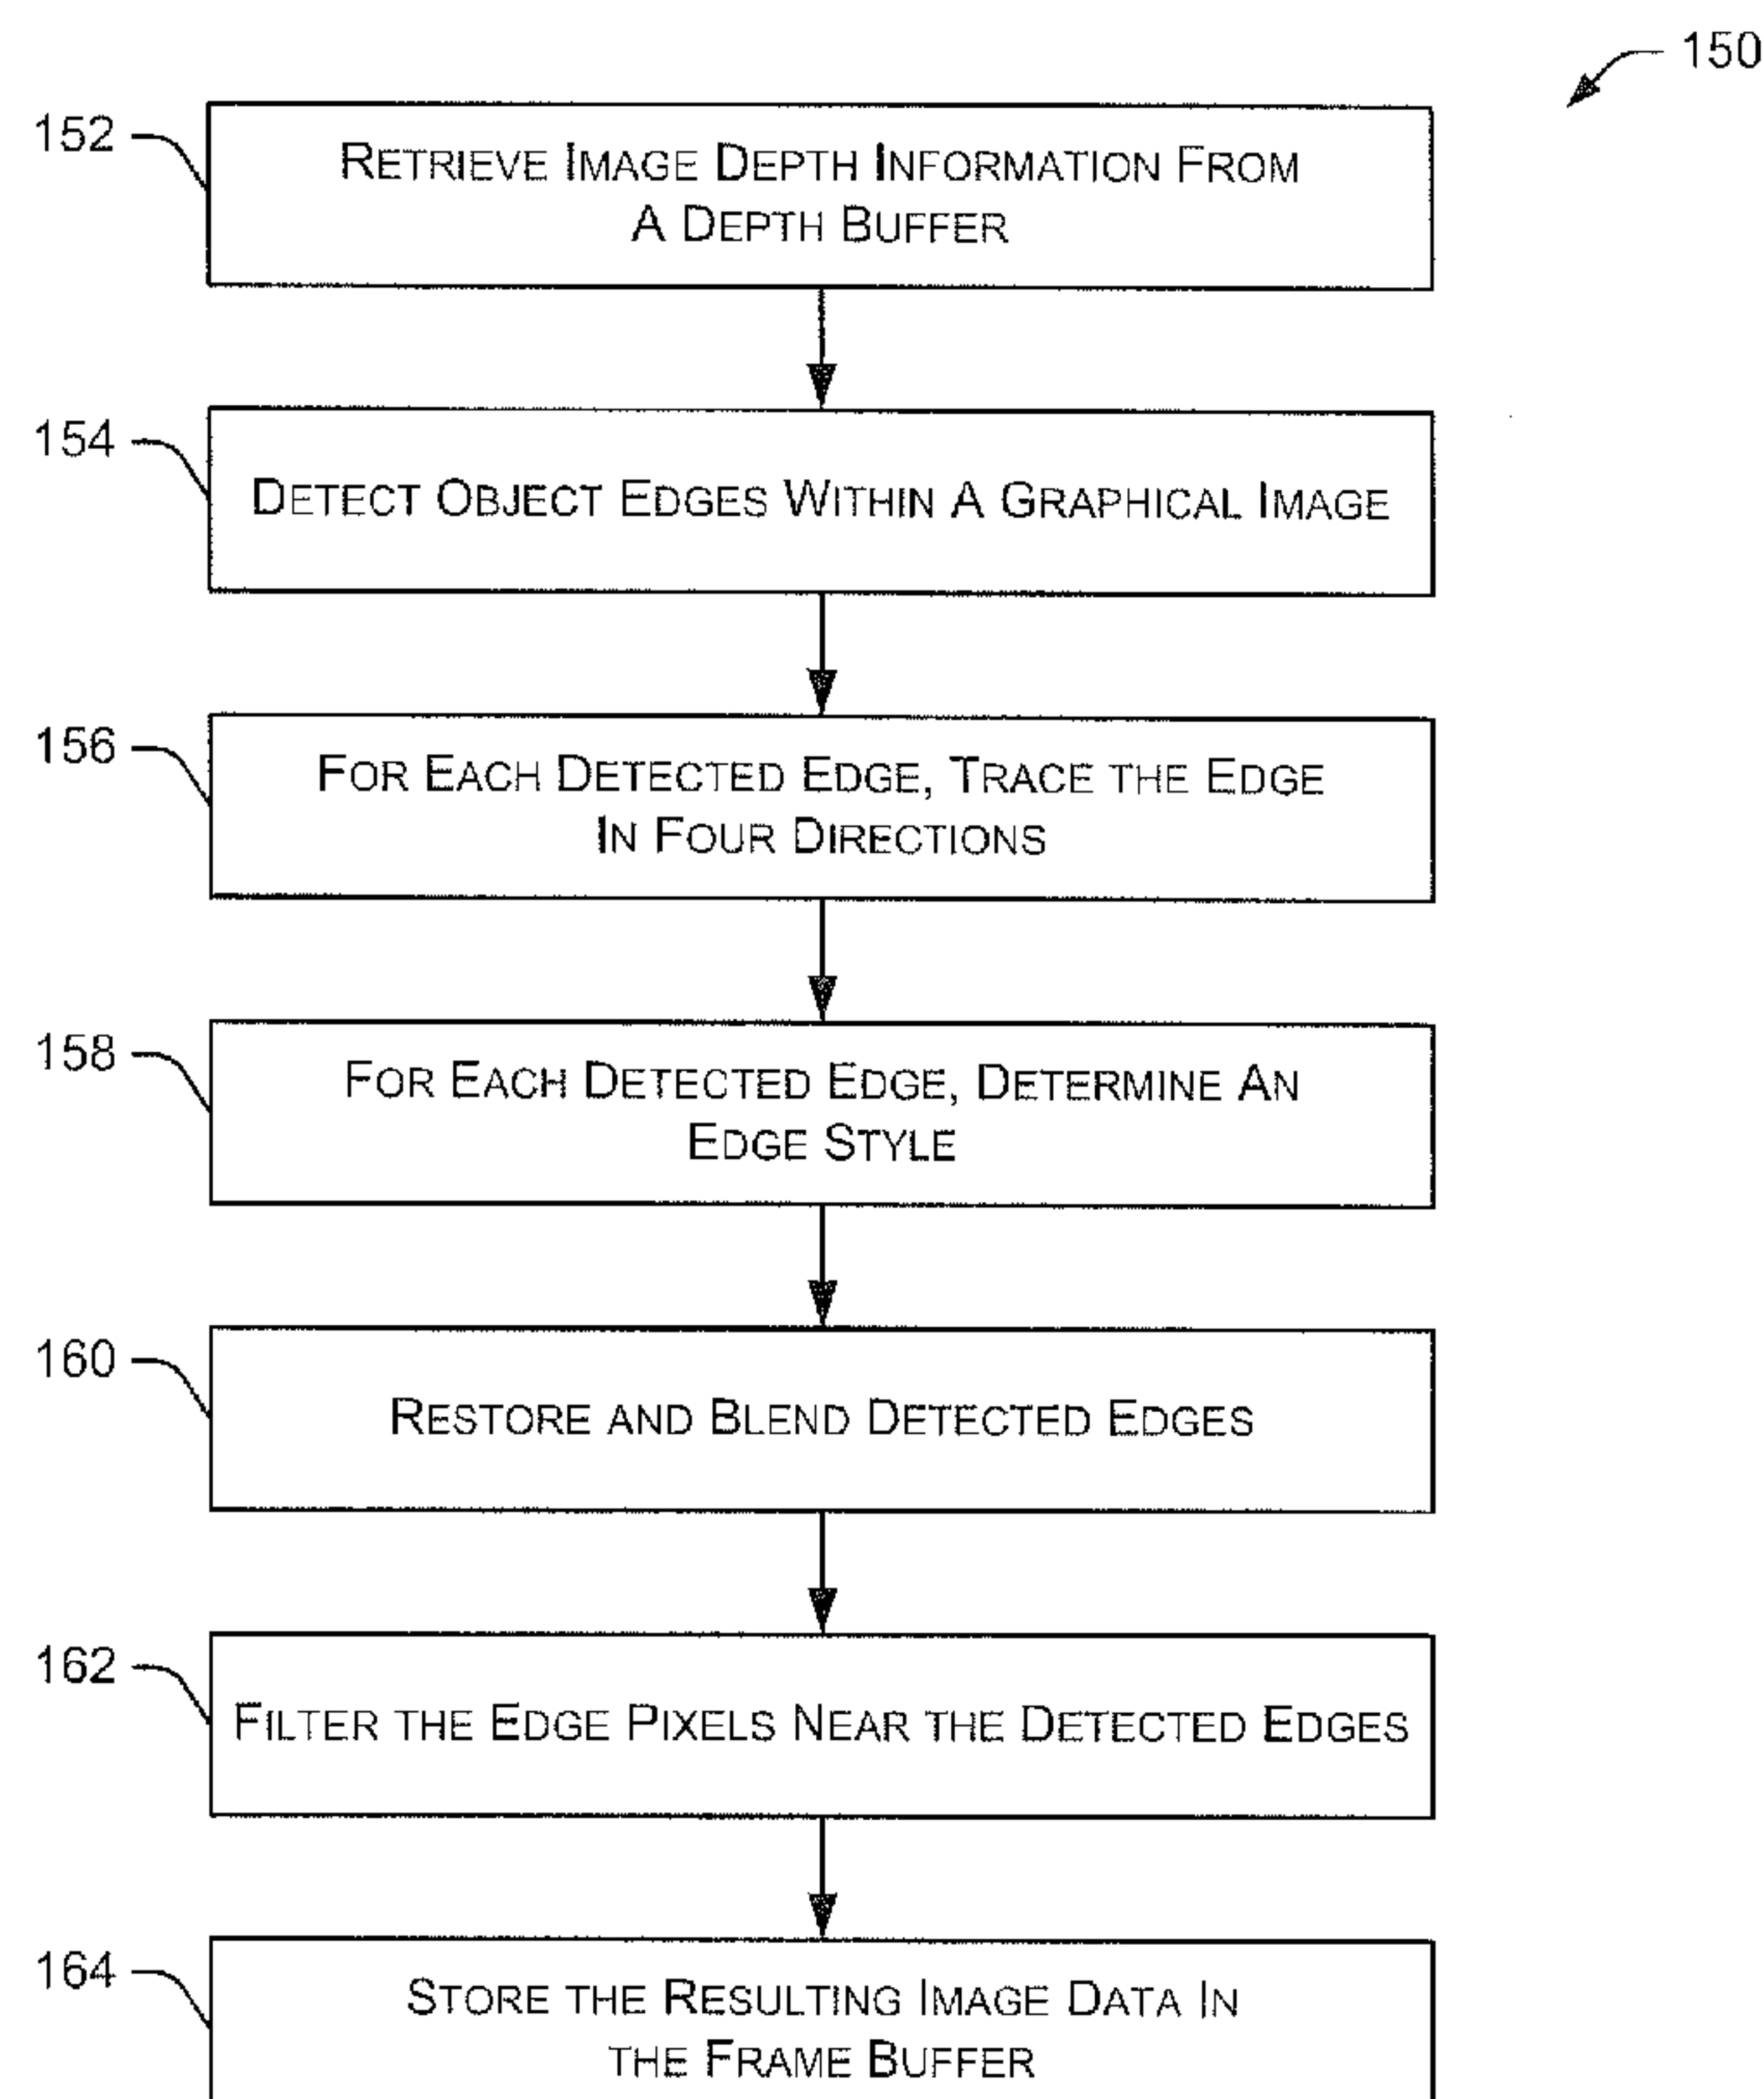 150
152
RETRIEVE IMAGE DEPTH INFORMATION FROM
A DEPTH BUFFER
154
DETECT OBJECT EDGES WITHIN A GRAPHICAL IMAGE
156
FOR EACH DETECTED EDGE, TRACE THE EDGE
IN FOUR DIRECTIONS
158
FOR EACH DETECTED EDGE, DETERMINE AN
EDGE STYLE
160
RESTORE AND BLEND DETECTED EDGES
162
FILTER THE EDGE PIXELS NEAR THE DETECTED EDGES
164
STORE THE RESULTING IMAGE DATA IN
THE FRAME BUFFER